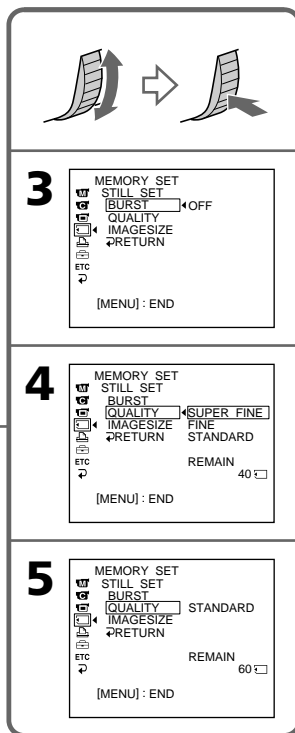 3
MEMORY SET
STILL SET
BURST OFF
QUALITY
IMAGESIZE
RETURN
ETC
[MENU] : END
4
MEMORY SET
STILL SET
BURST
QUALITY SUPER FINE
IMAGESIZE FINE
RETURN STANDARD
ETC REMAIN
40
[MENU] : END
5
MEMORY SET
STILL SET
BURST
QUALITY STANDARD
IMAGESIZE
RETURN
ETC REMAIN
60
[MENU] : END